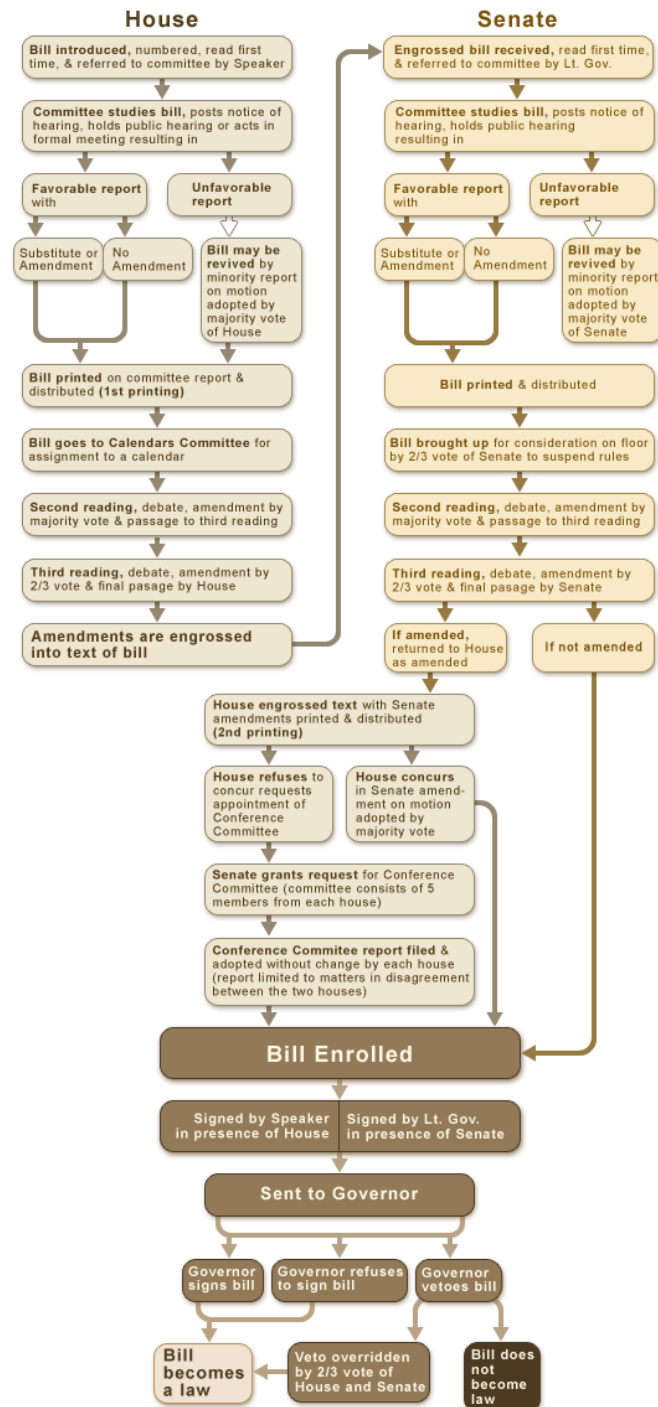 House
Bill introduced, numbered, read first
time, & referred to committee by Speaker
Committee studies bill, posts notice of
hearing, holds public hearing or acts in
formal meeting resulting in
Favorable report
with
Unfavorable
report
Substitute or
Amendment
No
Amendment
Bill may be
revived by
minority report
on motion
adopted by
majority vote
of House
Bill printed on committee report &
distributed (1st printing)
Bill goes to Calendars Committee for
assignment to a calendar
Second reading, debate, amendment by
majority vote & passage to third reading
Third reading, debate, amendment by
2/3 vote & final pasage by House
Amendments are engrossed
into text of bill
Senate
Engrossed bill received, read first time,
& referred to committee by Lt. Gov.
Committee studies bill, posts notice of
hearing, holds public hearing
resulting in
Favorable report
with
Unfavorable
report
Substitute or
Amendment
No
Amendment
Bill may be
revived by
minority report
on motion
adopted by
majority vote
of Senate
Bill printed & distributed
Bill brought up for consideration on floor
by 2/3 vote of Senate to suspend rules
Second reading, debate, amendment by
majority vote & passage to third reading
Third reading, debate, amendment by
2/3 vote & final pasage by Senate
If amended,
returned to House
as amended
If not amended
House engrossed text with Senate
amendments printed & distributed
(2nd printing)
House refuses to
concur requests
appointment of
Conference
Committee
House concurs
in Senate amend-
ment on motion
adopted by
majority vote
Senate grants request for Conference
Committee (committee consists of 5
members from each house)
Conference Commitee report filed &
adopted without change by each house
(report limited to matters in disagreement
between the two houses)
Bill Enrolled
Signed by Speaker
in presence of House
Signed by Lt. Gov.
in presence of Senate
Sent to Governor
Governor
signs bill
Governor refuses
to sign bill
Governor
vetoes bill
Bill
becomes
a law
Veto overridden
by 2/3 vote of
House and Senate
Bill does
not
become
law